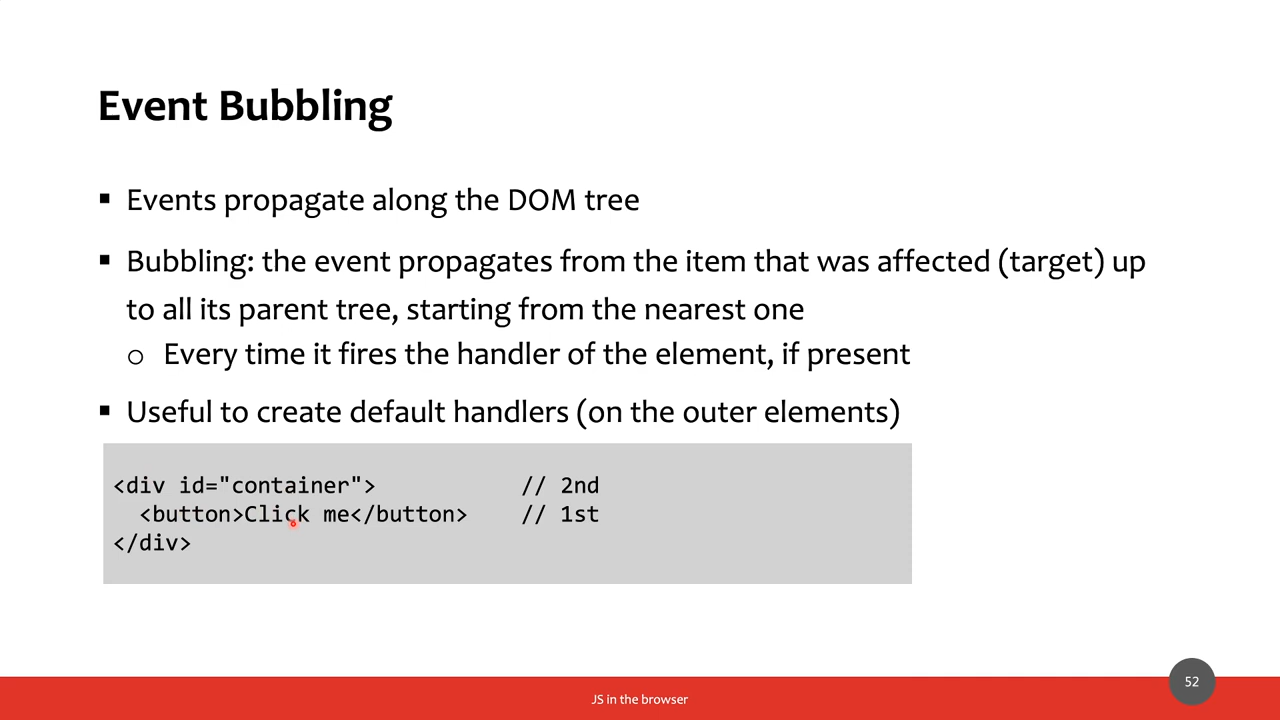 Event Bubbling
▪ Events propagate along the DOM tree
▪ Bubbling: the event propagates from the item that was affected (target) up
to all its parent tree, starting from the nearest one
o Every time it fires the handler of the element, if present
▪ Useful to create default handlers (on the outer elements)
<div id="container"> // 2nd
<button>Click me</button> // 1st
</div>
52
JS in the browser